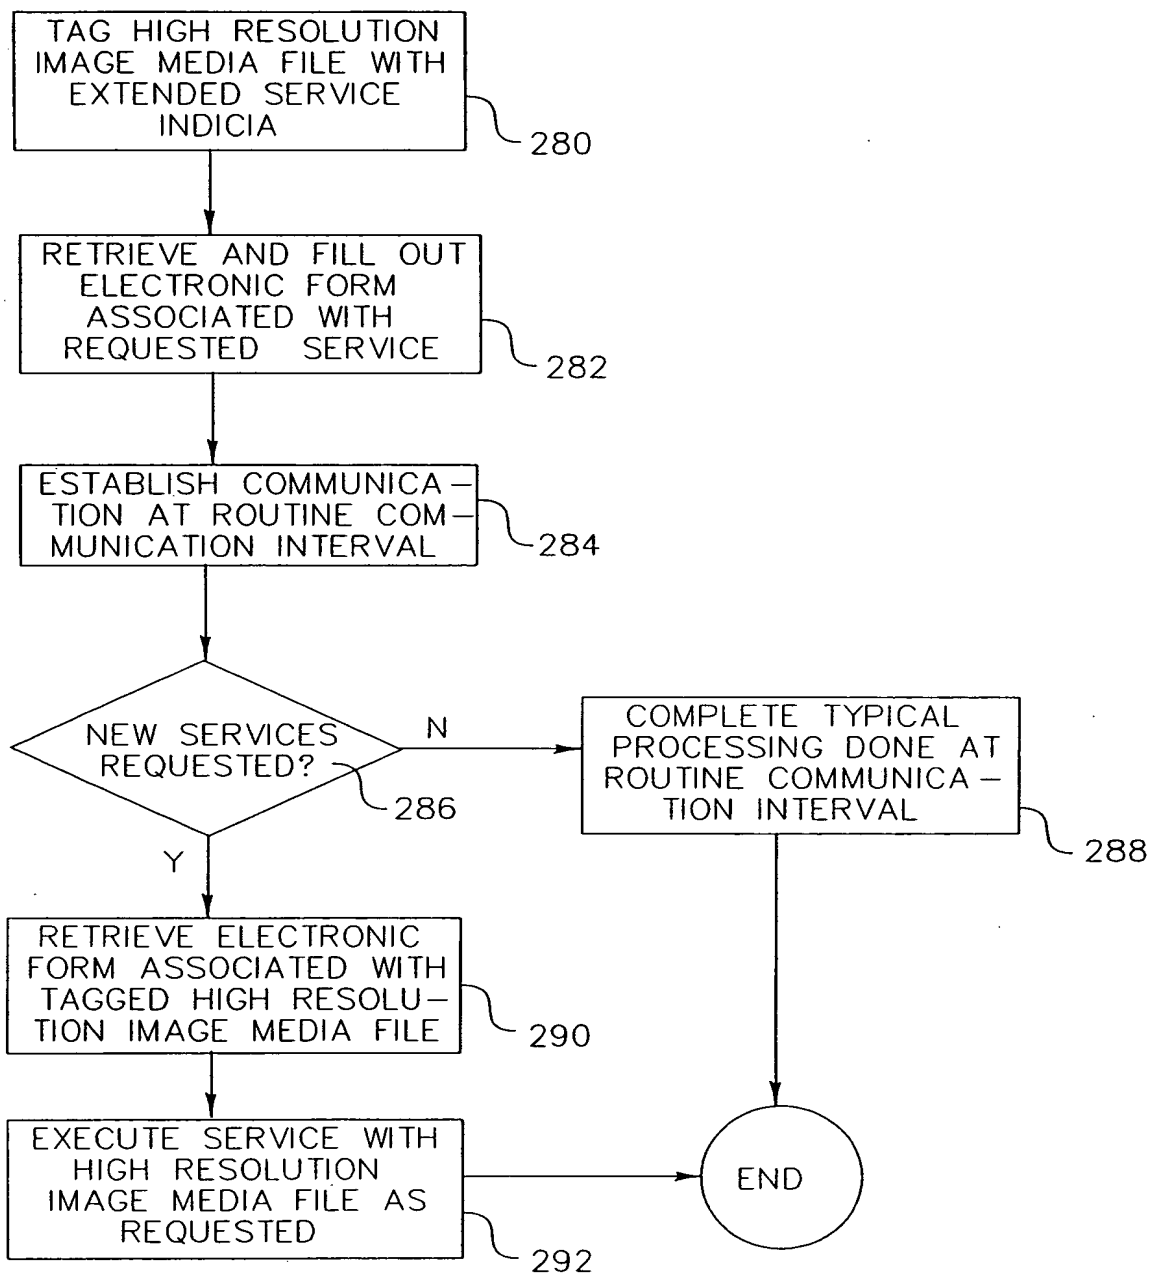 TAG HIGH RESOLUTION
IMAGE MEDIA FILE WITH
EXTENDED SERVICE
INDICIA
280
RETRIEVE AND FILL OUT
ELECTRONIC FORM
ASSOCIATED WITH
REQUESTED SERVICE
282
ESTABLISH COMMUNICA-
TION AT ROUTINE COM-
MUNICATION INTERVAL
284
NEW SERVICES
REQUESTED?
286
N
COMPLETE TYPICAL
PROCESSING DONE AT
ROUTINE COMMUNICA-
TION INTERVAL
288
Y
RETRIEVE ELECTRONIC
FORM ASSOCIATED WITH
TAGGED HIGH RESOLU-
TION IMAGE MEDIA FILE
290
EXECUTE SERVICE WITH
HIGH RESOLUTION
IMAGE MEDIA FILE AS
REQUESTED
292
END